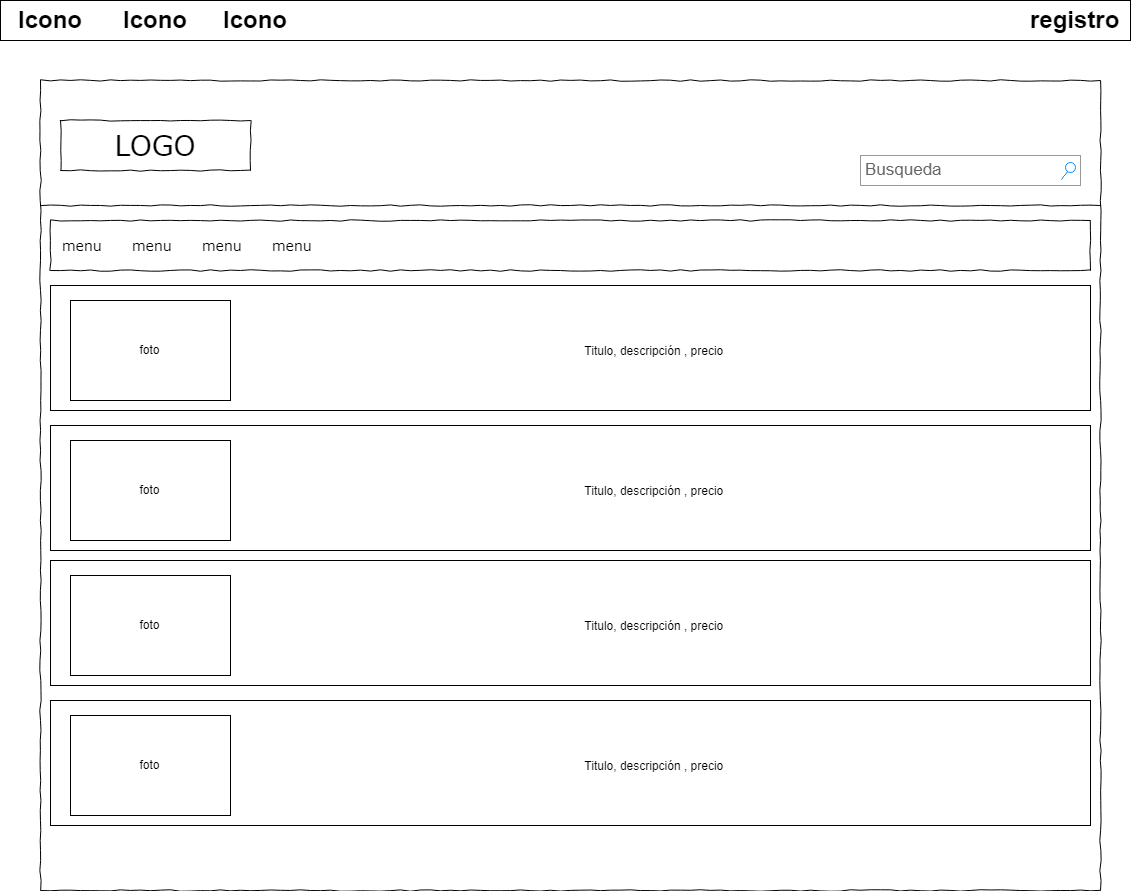 Icono Icono Icono registro
LOGO
Busqueda
menu menu menu menu
foto
Titulo, descripción , precio
foto
Titulo, descripción , precio
foto
Titulo, descripción , precio
foto
Titulo, descripción , precio